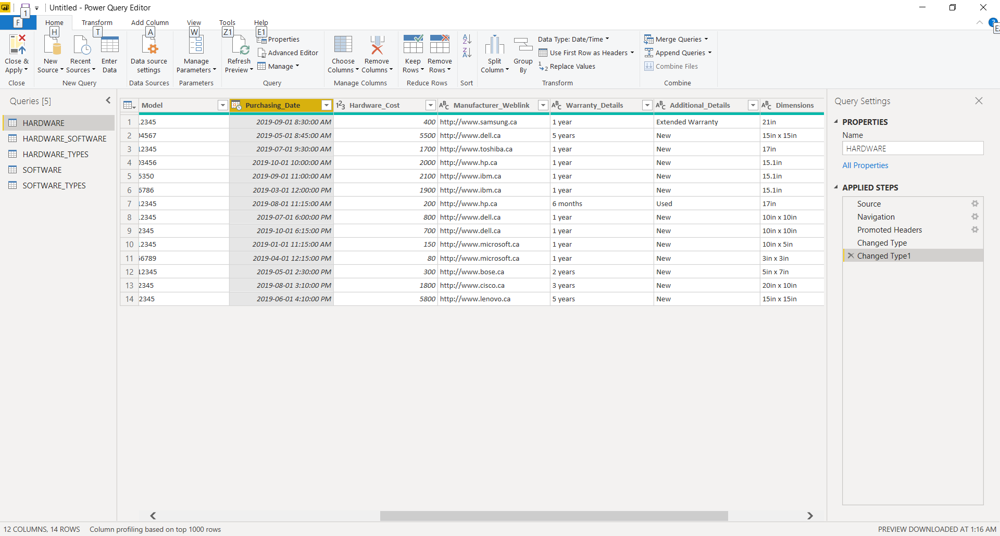 Untitled - Power Query Editor
1
F
Home Transform Add Column View Tools Help
H T A W Z1 E1
Close & Apply
New Source
Recent Sources
Enter Data
Data source settings
Manage Parameters
Refresh Preview
Properties
Advanced Editor
Manage
Choose Columns
Remove Columns
Keep Rows
Remove Rows
Split Column
Group By
Data Type: Date/Time
Use First Row as Headers
Replace Values
Merge Queries
Append Queries
Combine Files
Close New Query Data Sources Parameters Query Manage Columns Reduce Rows Sort Transform Combine
Queries [5]
HARDWARE
HARDWARE_SOFTWARE
HARDWARE_TYPES
SOFTWARE
SOFTWARE_TYPES
Model Purchasing_Date Hardware_Cost Manufacturer_Weblink Warranty_Details Additional_Details Dimensions
1 12345 2019-09-01 8:30:00 AM 400 http://www.samsung.ca 1 year Extended Warranty 21in
2 04567 2019-05-01 8:45:00 AM 5500 http://www.dell.ca 5 years New 15in x 15in
3 12345 2019-07-01 9:30:00 AM 1700 http://www.toshiba.ca 1 year New 17in
4 03456 2019-10-01 10:00:00 AM 2000 http://www.hp.ca 1 year New 15.1in
5 5350 2019-09-01 11:00:00 AM 2100 http://www.ibm.ca 1 year New 15.1in
6 6786 2019-03-01 12:00:00 PM 1900 http://www.ibm.ca 1 year New 15.1in
7 12345 2019-08-01 11:15:00 AM 200 http://www.hp.ca 6 months Used 17in
8 12345 2019-07-01 6:00:00 PM 800 http://www.dell.ca 1 year New 10in x 10in
9 2345 2019-10-01 6:15:00 PM 700 http://www.dell.ca 1 year New 10in x 10in
10 12345 2019-01-01 11:15:00 AM 150 http://www.microsoft.ca 1 year New 10in x 5in
11 56789 2019-04-01 12:15:00 PM 80 http://www.microsoft.ca 1 year New 3in x 3in
12 12345 2019-05-01 2:30:00 PM 300 http://www.bose.ca 2 years New 5in x 7in
13 2345 2019-08-01 3:10:00 PM 1800 http://www.cisco.ca 3 years New 20in x 10in
14 2345 2019-06-01 4:10:00 PM 5800 http://www.lenovo.ca 5 years New 15in x 15in
Query Settings
PROPERTIES
Name
HARDWARE
All Properties
APPLIED STEPS
Source
Navigation
Promoted Headers
Changed Type
Changed Type1
12 COLUMNS, 14 ROWS Column profiling based on top 1000 rows
PREVIEW DOWNLOADED AT 1:16 AM